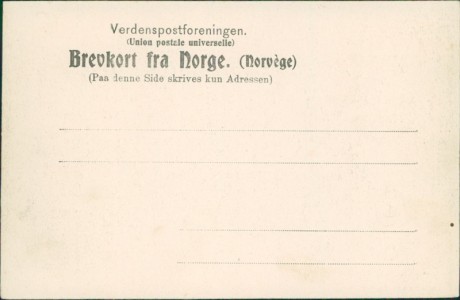 Verdenspostforeningen.
(Union postale universelle)
Brevkort fra Norge. (Norvège)
(Paa denne Side skrives kun Adressen)